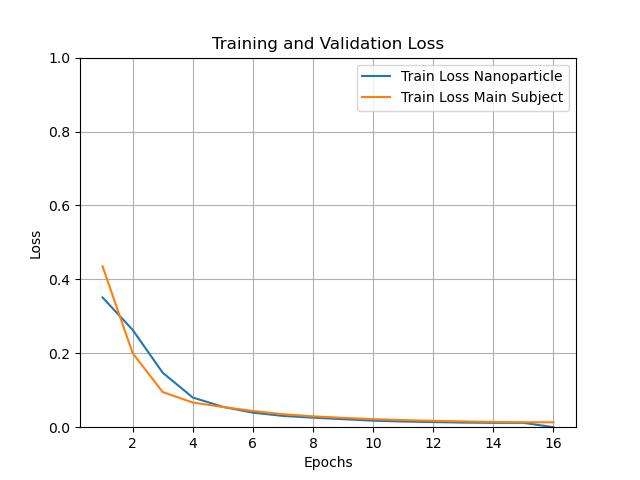 Training and Validation Loss
1.0
0.8
0.6
0.4
0.2
0.0
Loss
Train Loss Nanoparticle
Train Loss Main Subject
2 4 6 8 10 12 14 16
Epochs